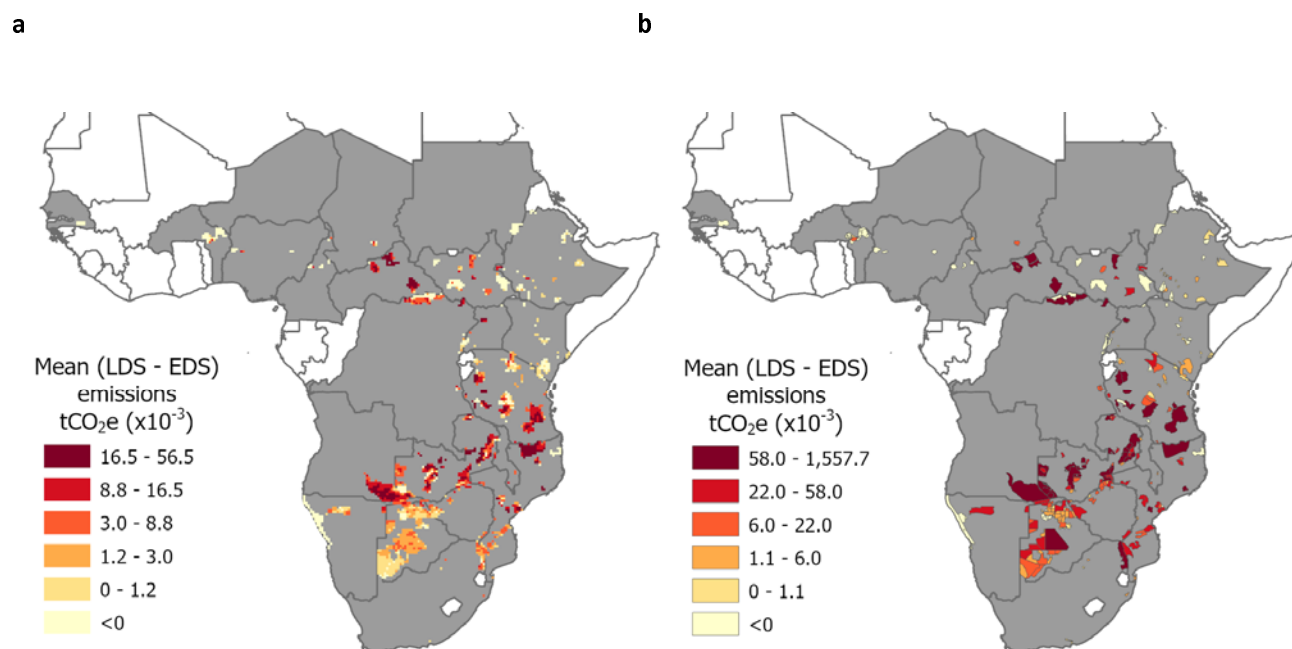 a
b
Mean (LDS - EDS)
emissions
tCO₂e (x10⁻³)
16.5 - 56.5
8.8 - 16.5
3.0 - 8.8
1.2 - 3.0
0 - 1.2
<0
Mean (LDS - EDS)
emissions
tCO₂e (x10⁻³)
58.0 - 1,557.7
22.0 - 58.0
6.0 - 22.0
1.1 - 6.0
0 - 1.1
<0